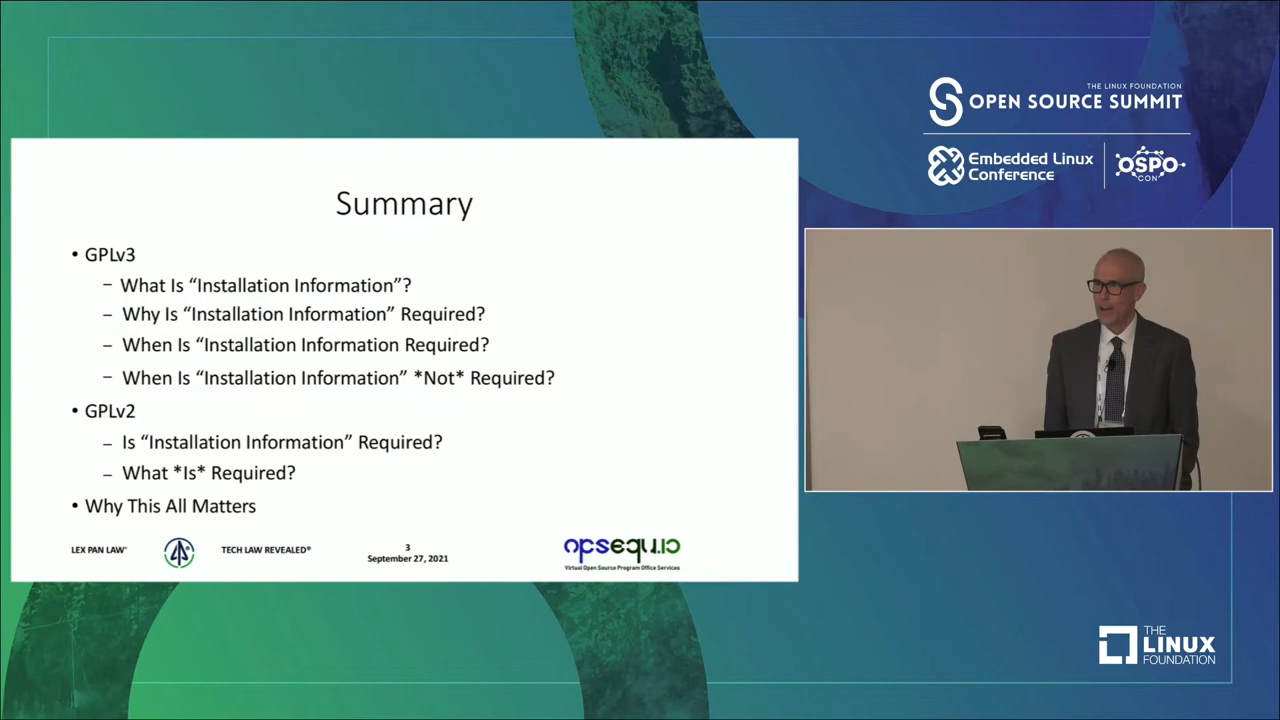 THE LINUX FOUNDATION
OPEN SOURCE SUMMIT
Embedded Linux
Conference
OSPO
CON
Summary
• GPLv3
– What Is “Installation Information”?
– Why Is “Installation Information” Required?
– When Is “Installation Information Required?
– When Is “Installation Information” *Not* Required?
• GPLv2
– Is “Installation Information” Required?
– What *Is* Required?
• Why This All Matters
LEX PAN LAW™
TECH LAW REVEALED®
3
September 27, 2021
opsequ.io
Virtual Open Source Program Office Services
THE
LINUX
FOUNDATION